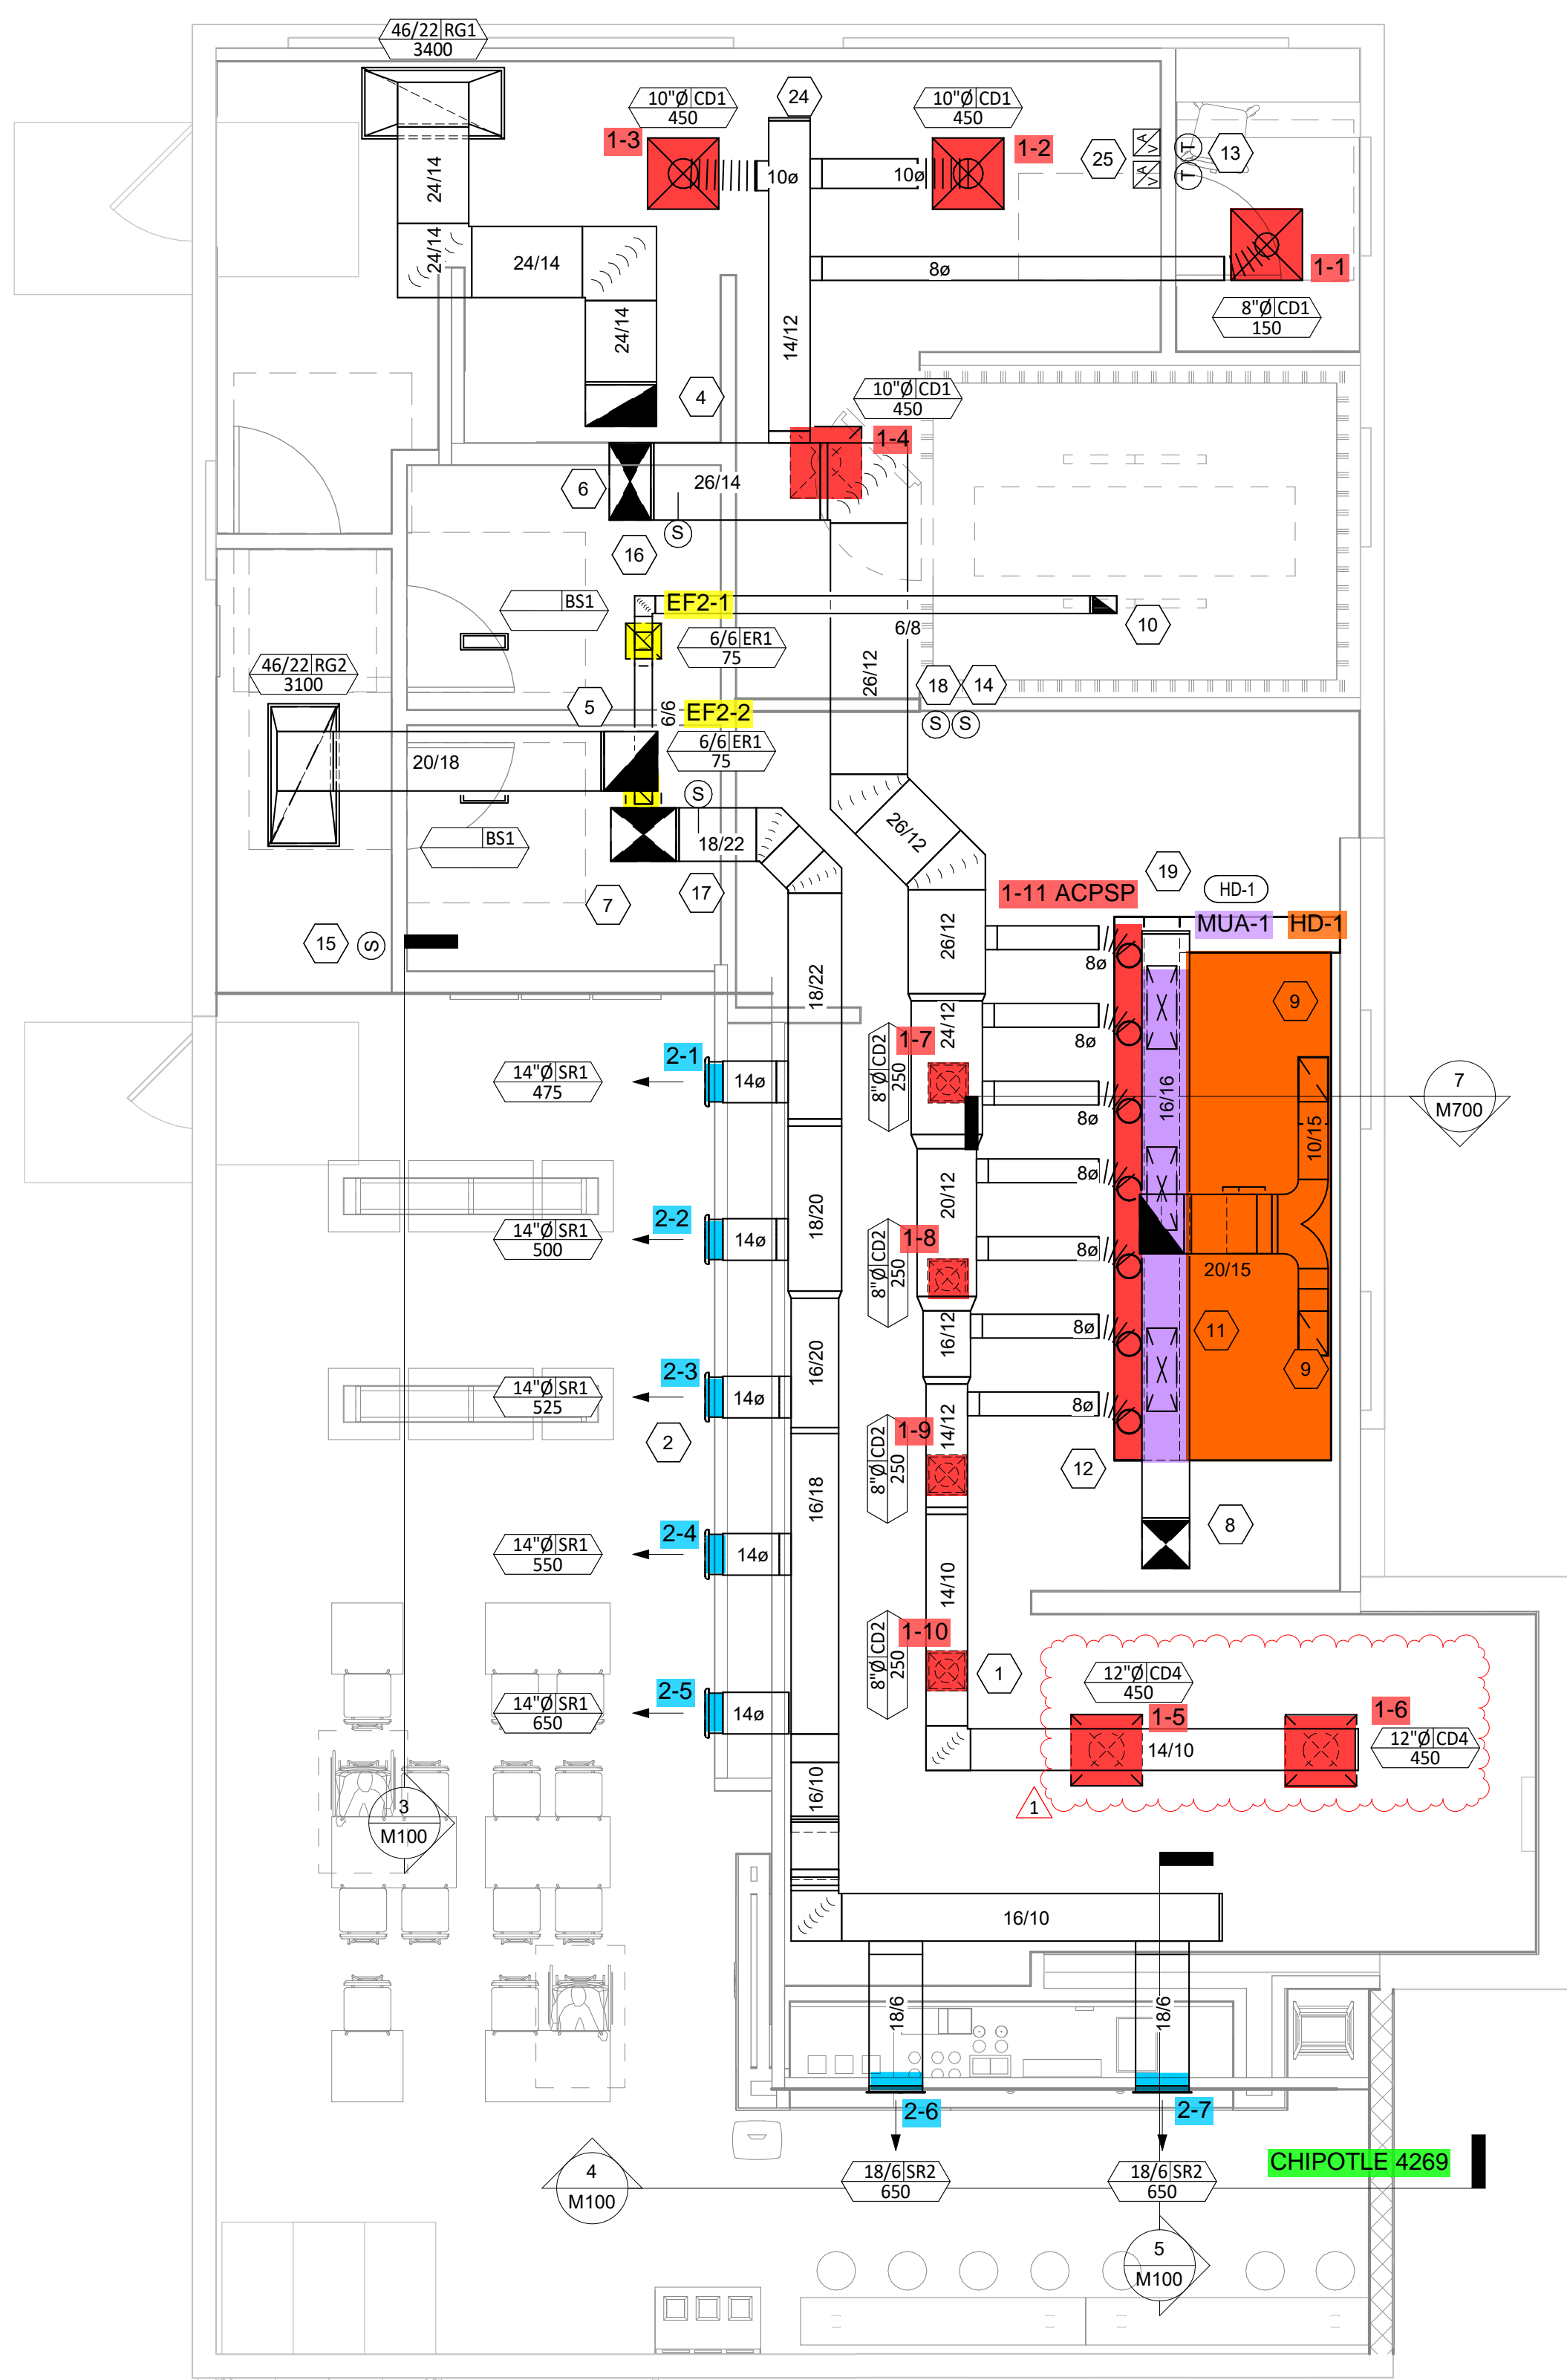 46/22 RG1
3400
10"Ø CD1
450
24
10"Ø CD1
450
1-3
1-2
25
A
V
A
V
T
T
13
10ø
10ø
24/14
24/14
24/14
24/14
8ø
1-1
8"Ø CD1
150
14/12
4
10"Ø CD1
450
1-4
6
26/14
S
16
BS1
EF2-1
6/6 ER1
75
6/8
10
46/22 RG2
3100
26/12
18
14
S
S
5
6/6
EF2-2
6/6 ER1
75
20/18
S
18/22
26/12
BS1
7
17
15
S
19
HD-1
1-11 ACPSP
MUA-1
HD-1
26/12
8ø
18/22
24/12
9
8ø
1-7
8"Ø CD2
250
2-1
14"Ø SR1
475
14ø
16/16
7
M700
8ø
10/15
20/12
8ø
18/20
2-2
14"Ø SR1
500
14ø
1-8
8"Ø CD2
250
8ø
20/15
16/12
8ø
11
9
16/20
2-3
14"Ø SR1
525
14ø
2
14/12
8ø
1-9
8"Ø CD2
250
12
16/18
8
2-4
14"Ø SR1
550
14ø
14/10
1-10
8"Ø CD2
250
1
12"Ø CD4
450
2-5
14"Ø SR1
650
14ø
1-5
1-6
14/10
12"Ø CD4
450
16/10
1
3
M100
16/10
18/6
18/6
2-6
2-7
CHIPOTLE 4269
18/6 SR2
650
18/6 SR2
650
4
M100
5
M100